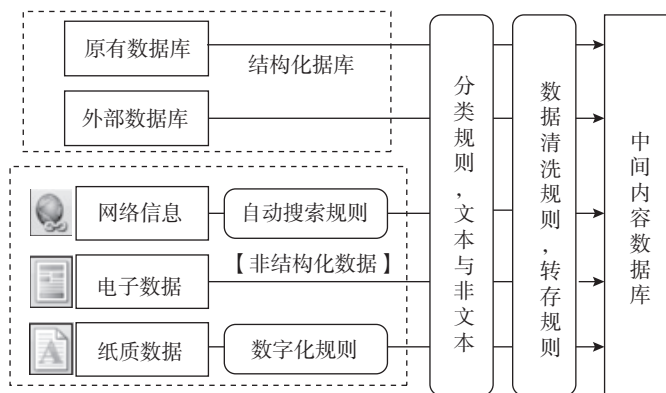 原有数据库
结构化据库
外部数据库
网络信息
自动搜索规则
【非结构化数据】
电子数据
纸质数据
数字化规则
分类规则,文本与非文本
数据清洗规则,转存规则
中间内容数据库